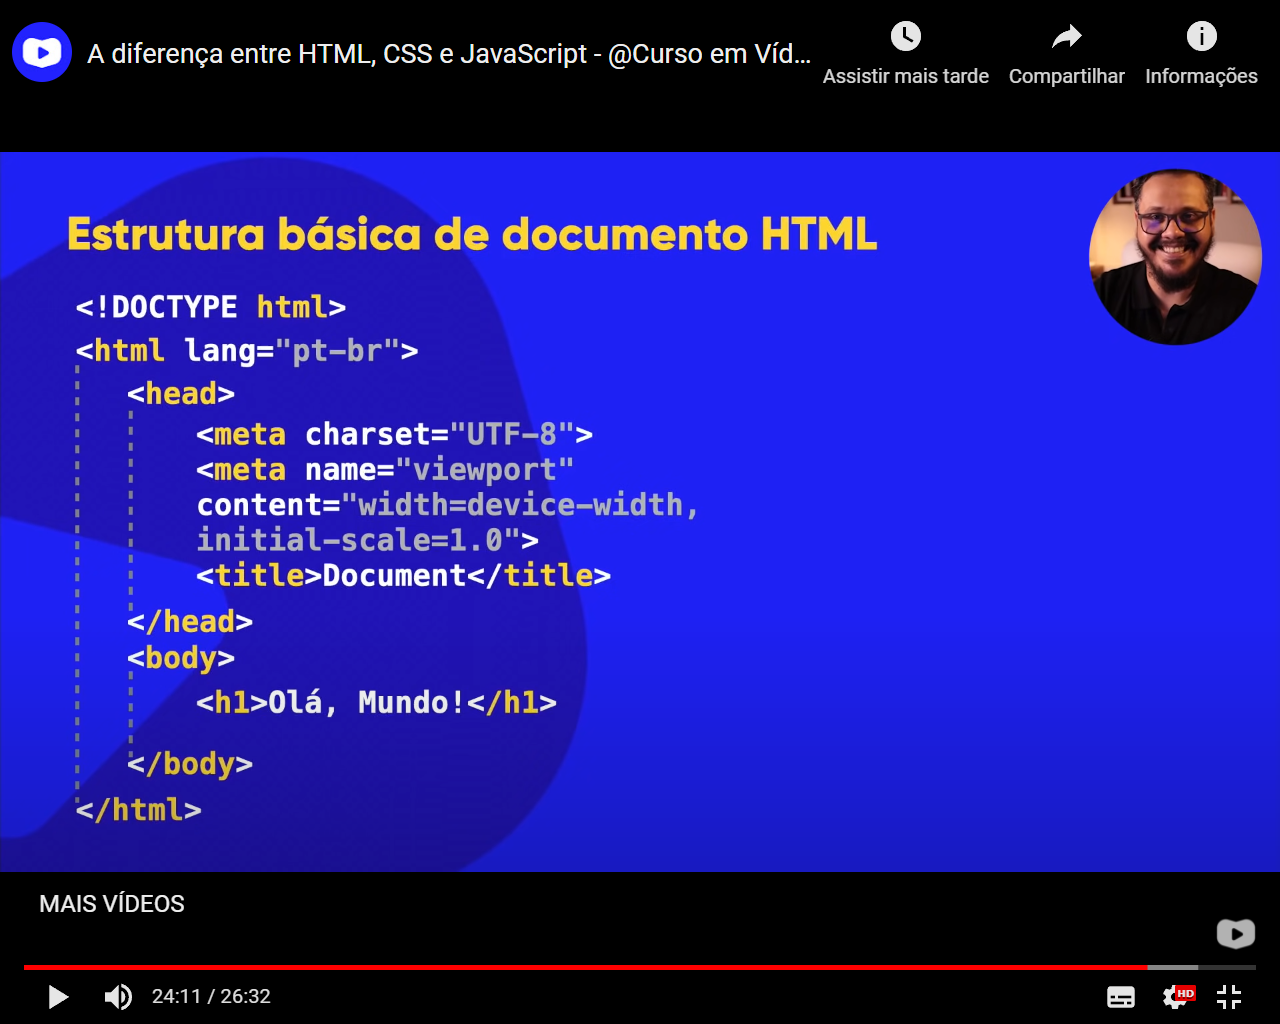 A diferença entre HTML, CSS e JavaScript - @Curso em Víd...
Assistir mais tarde
Compartilhar
Informações
Estrutura básica de documento HTML
<!DOCTYPE html>
<html lang="pt-br">
<head>
<meta charset="UTF-8">
<meta name="viewport"
content="width=device-width,
initial-scale=1.0">
<title>Document</title>
</head>
<body>
<h1>Olá, Mundo!</h1>
</body>
</html>
MAIS VÍDEOS
24:11 / 26:32
HD